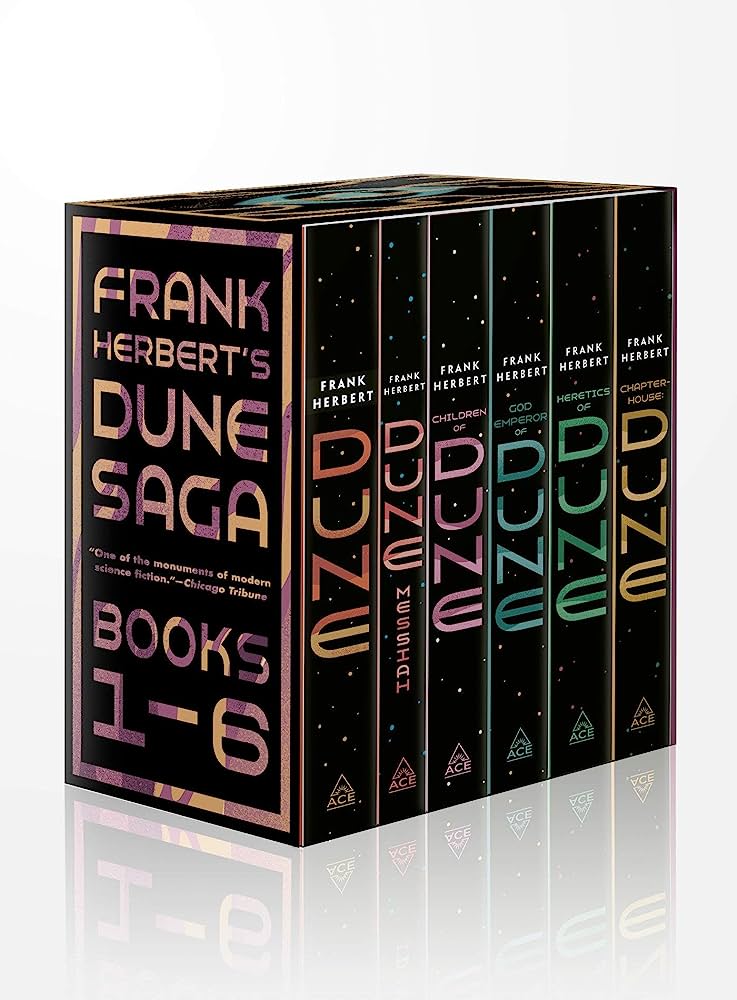 FRANK
HERBERT'S
DUNE
SAGA
"One of the monuments of modern
science fiction."—Chicago Tribune
BOOKS
1–6
FRANK
HERBERT
DUNE
ACE
FRANK
HERBERT
DUNE
MESSIAH
ACE
FRANK
HERBERT
CHILDREN
OF
DUNE
ACE
FRANK
HERBERT
GOD
EMPEROR
OF
DUNE
ACE
FRANK
HERBERT
HERETICS
OF
DUNE
ACE
FRANK
HERBERT
CHAPTER-
HOUSE:
DUNE
ACE